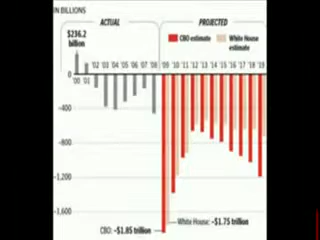 IN BILLIONS
ACTUAL PROJECTED
$236.2
billion
CBO estimate White House
estimate
'02 '03 '04 '05 '06 '07 '08
0
'00 '01 '09 '10 '11 '12 '13 '14 '15 '16 '17 '18 '19
-400
-800
-1,200
-1,600
White House: -$1.75 trillion
CBO: -$1.85 trillion